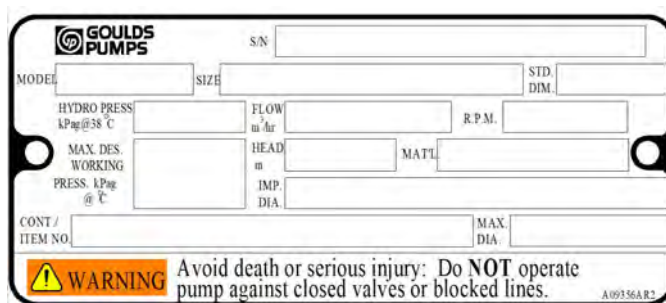 GOULDS
PUMPS
S/N
MODEL SIZE STD.
DIM.
HYDRO PRESS FLOW R.P.M.
kPag@38 °C m³/hr
MAX. DES. HEAD MAT'L
WORKING m
PRESS. kPag IMP.
@ °C DIA.
CONT / MAX.
ITEM NO. DIA.
WARNING Avoid death or serious injury: Do NOT operate
pump against closed valves or blocked lines.
A09356AR2